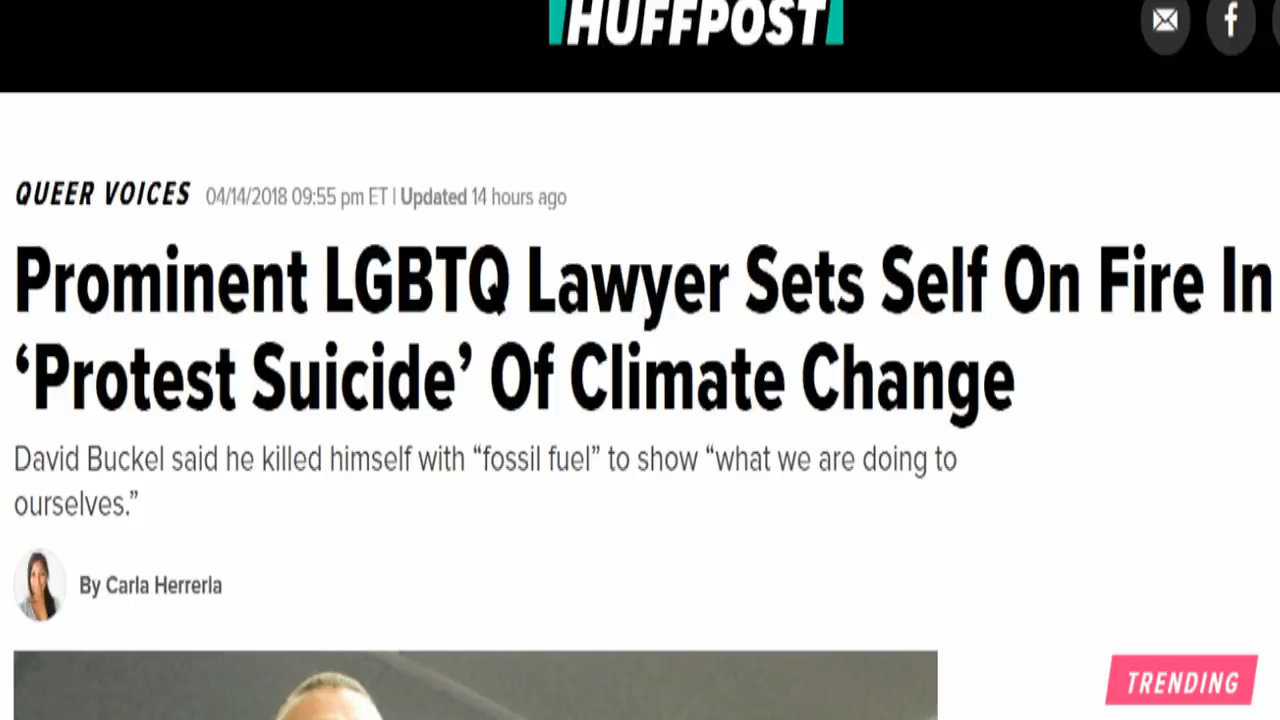 HUFFPOST
QUEER VOICES 04/14/2018 09:55 pm ET | Updated 14 hours ago
Prominent LGBTQ Lawyer Sets Self On Fire In
‘Protest Suicide’ Of Climate Change
David Buckel said he killed himself with “fossil fuel” to show “what we are doing to
ourselves.”
By Carla Herrerla
TRENDING